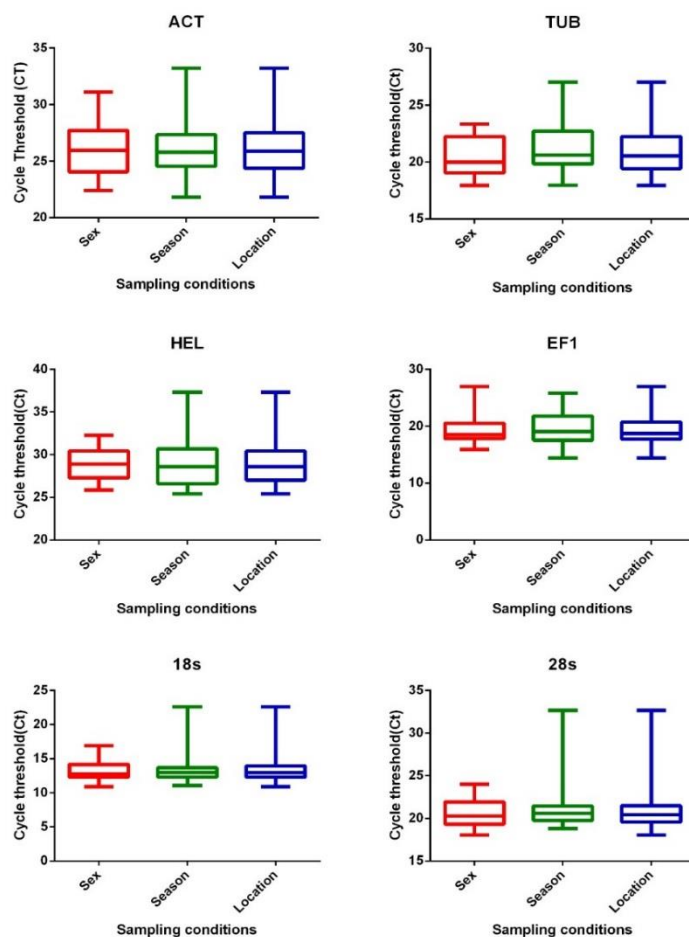 ACT
Cycle Threshold (CT)
35
30
25
20
Sex
Season
Location
Sampling conditions
TUB
Cycle threshold(Ct)
30
25
20
15
Sex
Season
Location
Sampling conditions
HEL
Cycle threshold(Ct)
40
35
30
25
20
Sex
Season
Location
Sampling conditions
EF1
Cycle threshold(Ct)
30
20
10
0
Sex
Season
Location
Sampling conditions
18s
Cycle threshold(Ct)
25
20
15
10
5
0
Sex
Season
Location
Sampling conditions
28s
Cycle threshold(Ct)
35
30
25
20
15
Sex
Season
Location
Sampling conditions